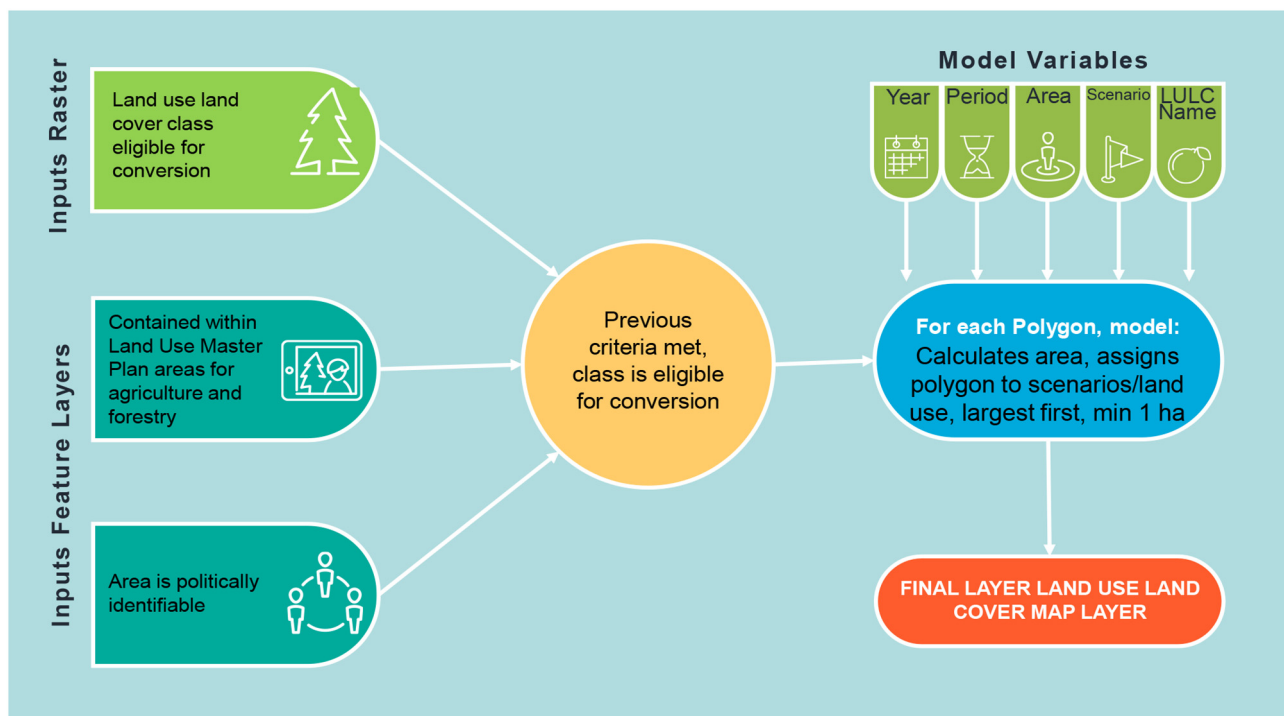 Inputs Raster
Land use land
cover class
eligible for
conversion
Inputs Feature Layers
Contained within
Land Use Master
Plan areas for
agriculture and
forestry
Area is politically
identifiable
Previous
criteria met,
class is eligible
for conversion
Model Variables
Year
Period
Area
Scenario
LULC
Name
For each Polygon, model:
Calculates area, assigns
polygon to scenarios/land
use, largest first, min 1 ha
FINAL LAYER LAND USE LAND
COVER MAP LAYER